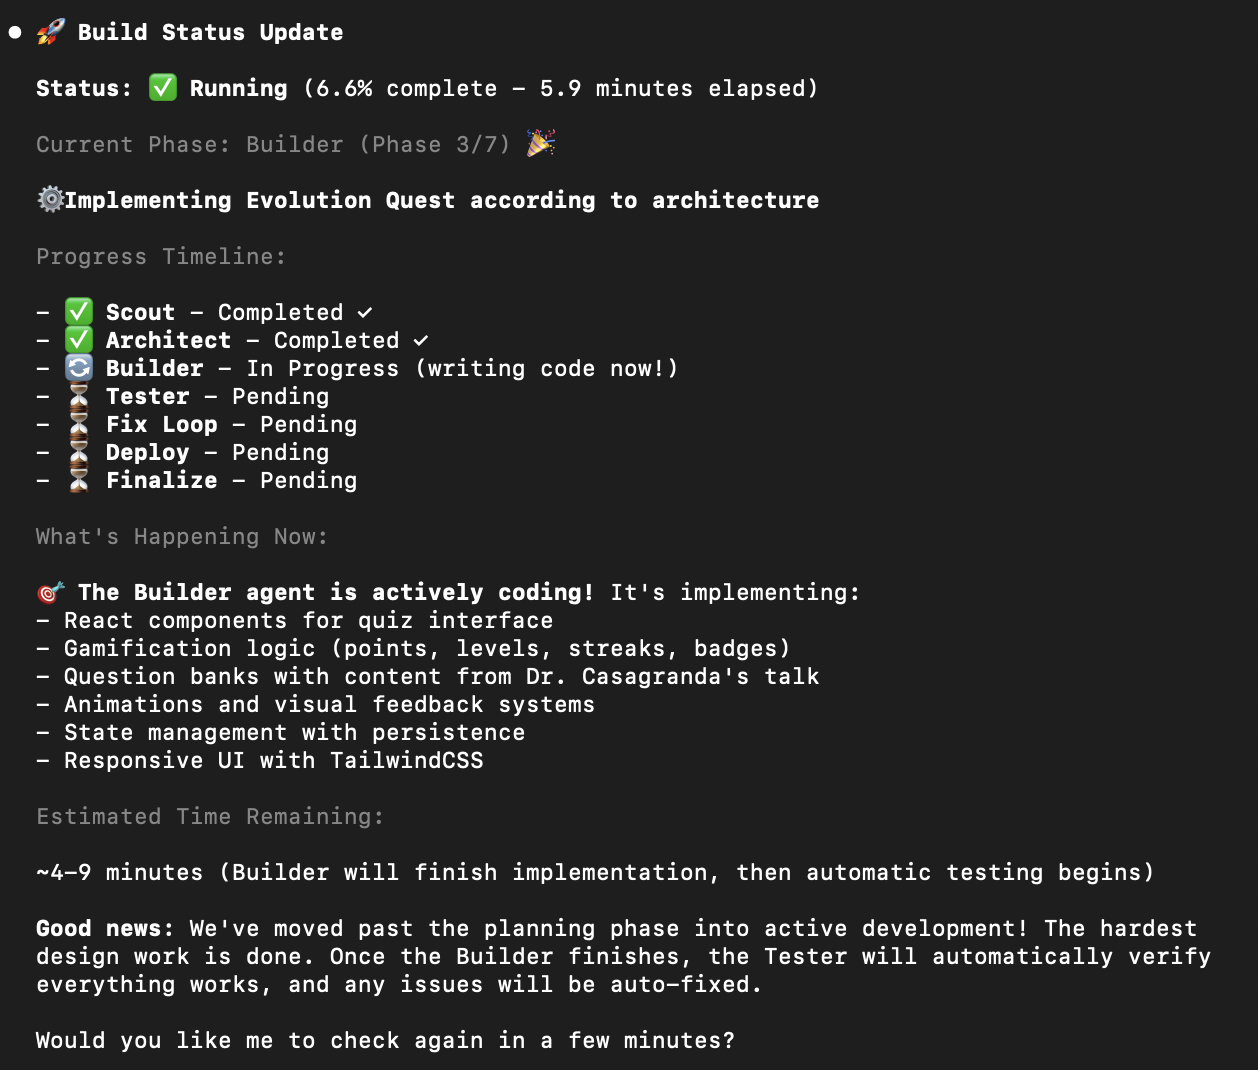 ● 🚀 Build Status Update
Status: ✅ Running (6.6% complete – 5.9 minutes elapsed)
Current Phase: Builder (Phase 3/7) 🎉
⚙️Implementing Evolution Quest according to architecture
Progress Timeline:
– ✅ Scout – Completed ✓
– ✅ Architect – Completed ✓
– 🔄 Builder – In Progress (writing code now!)
– ⏳ Tester – Pending
– ⏳ Fix Loop – Pending
– ⏳ Deploy – Pending
– ⏳ Finalize – Pending
What's Happening Now:
🎯 The Builder agent is actively coding! It's implementing:
– React components for quiz interface
– Gamification logic (points, levels, streaks, badges)
– Question banks with content from Dr. Casagranda's talk
– Animations and visual feedback systems
– State management with persistence
– Responsive UI with TailwindCSS
Estimated Time Remaining:
~4–9 minutes (Builder will finish implementation, then automatic testing begins)
Good news: We've moved past the planning phase into active development! The hardest
design work is done. Once the Builder finishes, the Tester will automatically verify
everything works, and any issues will be auto–fixed.
Would you like me to check again in a few minutes?